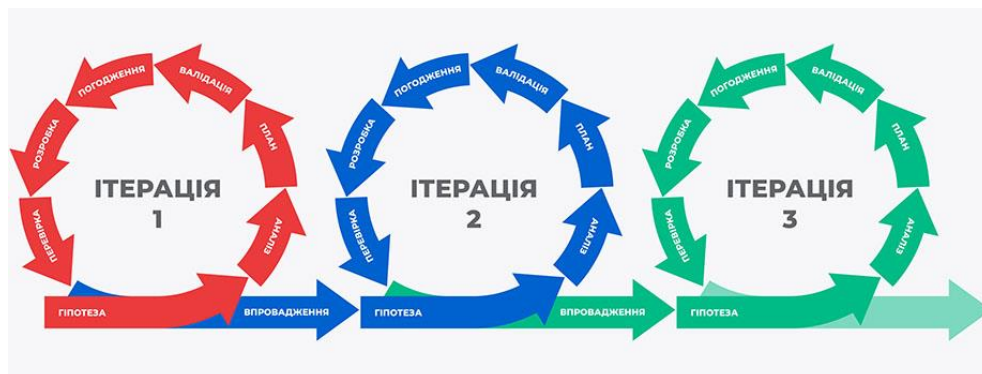 ІТЕРАЦІЯ
1
ГІПОТЕЗА
АНАЛІЗ
ПЛАН
ВАЛІДАЦІЯ
ПОГОДЖЕННЯ
РОЗРОБКА
ПЕРЕВІРКА
ВПРОВАДЖЕННЯ
ІТЕРАЦІЯ
2
ГІПОТЕЗА
АНАЛІЗ
ПЛАН
ВАЛІДАЦІЯ
ПОГОДЖЕННЯ
РОЗРОБКА
ПЕРЕВІРКА
ВПРОВАДЖЕННЯ
ІТЕРАЦІЯ
3
ГІПОТЕЗА
АНАЛІЗ
ПЛАН
ВАЛІДАЦІЯ
ПОГОДЖЕННЯ
РОЗРОБКА
ПЕРЕВІРКА